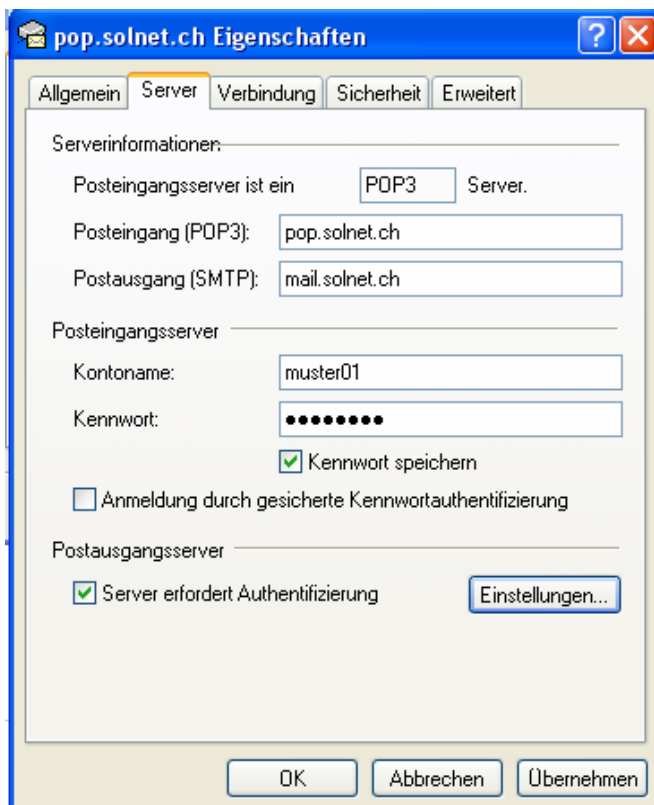 pop.solnet.ch Eigenschaften
Allgemein Server Verbindung Sicherheit Erweitert
Serverinformationen
Posteingangsserver ist ein POP3 Server.
Posteingang (POP3): pop.solnet.ch
Postausgang (SMTP): mail.solnet.ch
Posteingangsserver
Kontoname: muster01
Kennwort: ●●●●●●●●
Kennwort speichern
Anmeldung durch gesicherte Kennwortauthentifizierung
Postausgangsserver
Server erfordert Authentifizierung Einstellungen...
OK Abbrechen Übernehmen